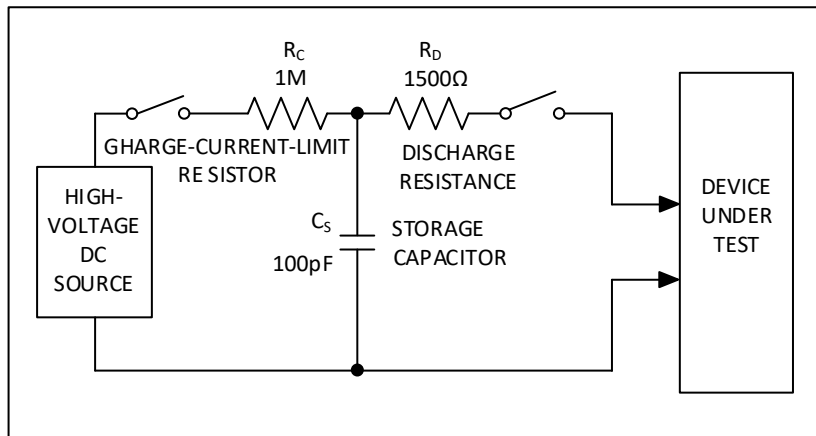 R_C
1M
R_D
1500Ω
GHARGE-CURRENT-LIMIT
RE SISTOR
DISCHARGE
RESISTANCE
HIGH-
VOLTAGE
DC
SOURCE
C_S
100pF
STORAGE
CAPACITOR
DEVICE
UNDER
TEST